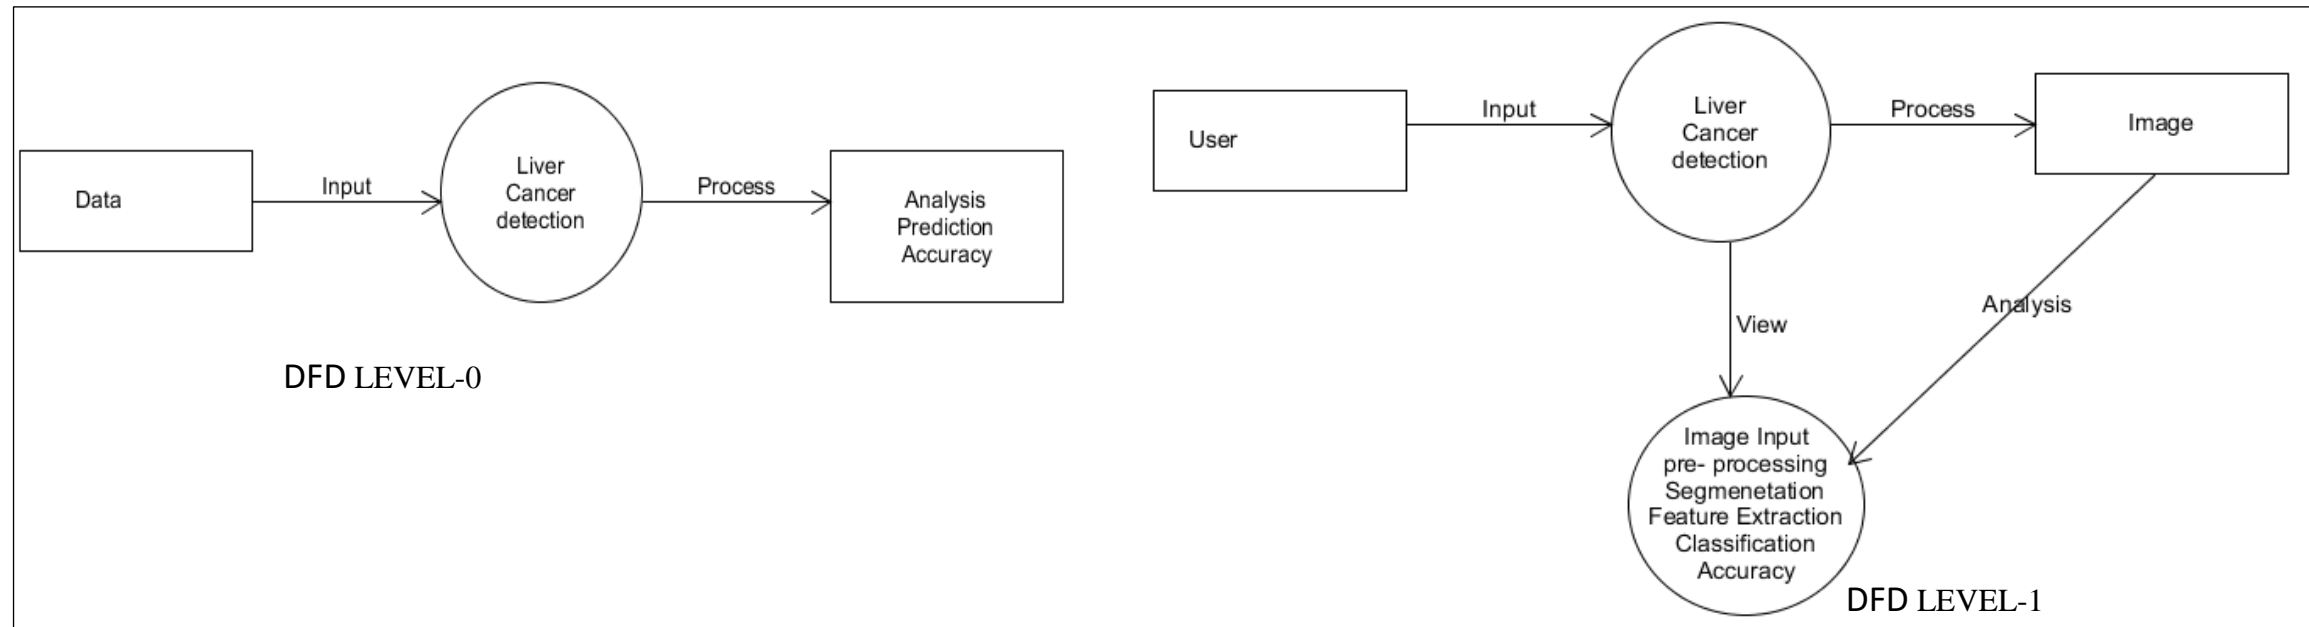 Data
Input
Liver
Cancer
detection
Process
Analysis
Prediction
Accuracy
DFD LEVEL-0
User
Input
Liver
Cancer
detection
Process
Image
View
Analysis
Image Input
pre- processing
Segmenetation
Feature Extraction
Classification
Accuracy
DFD LEVEL-1